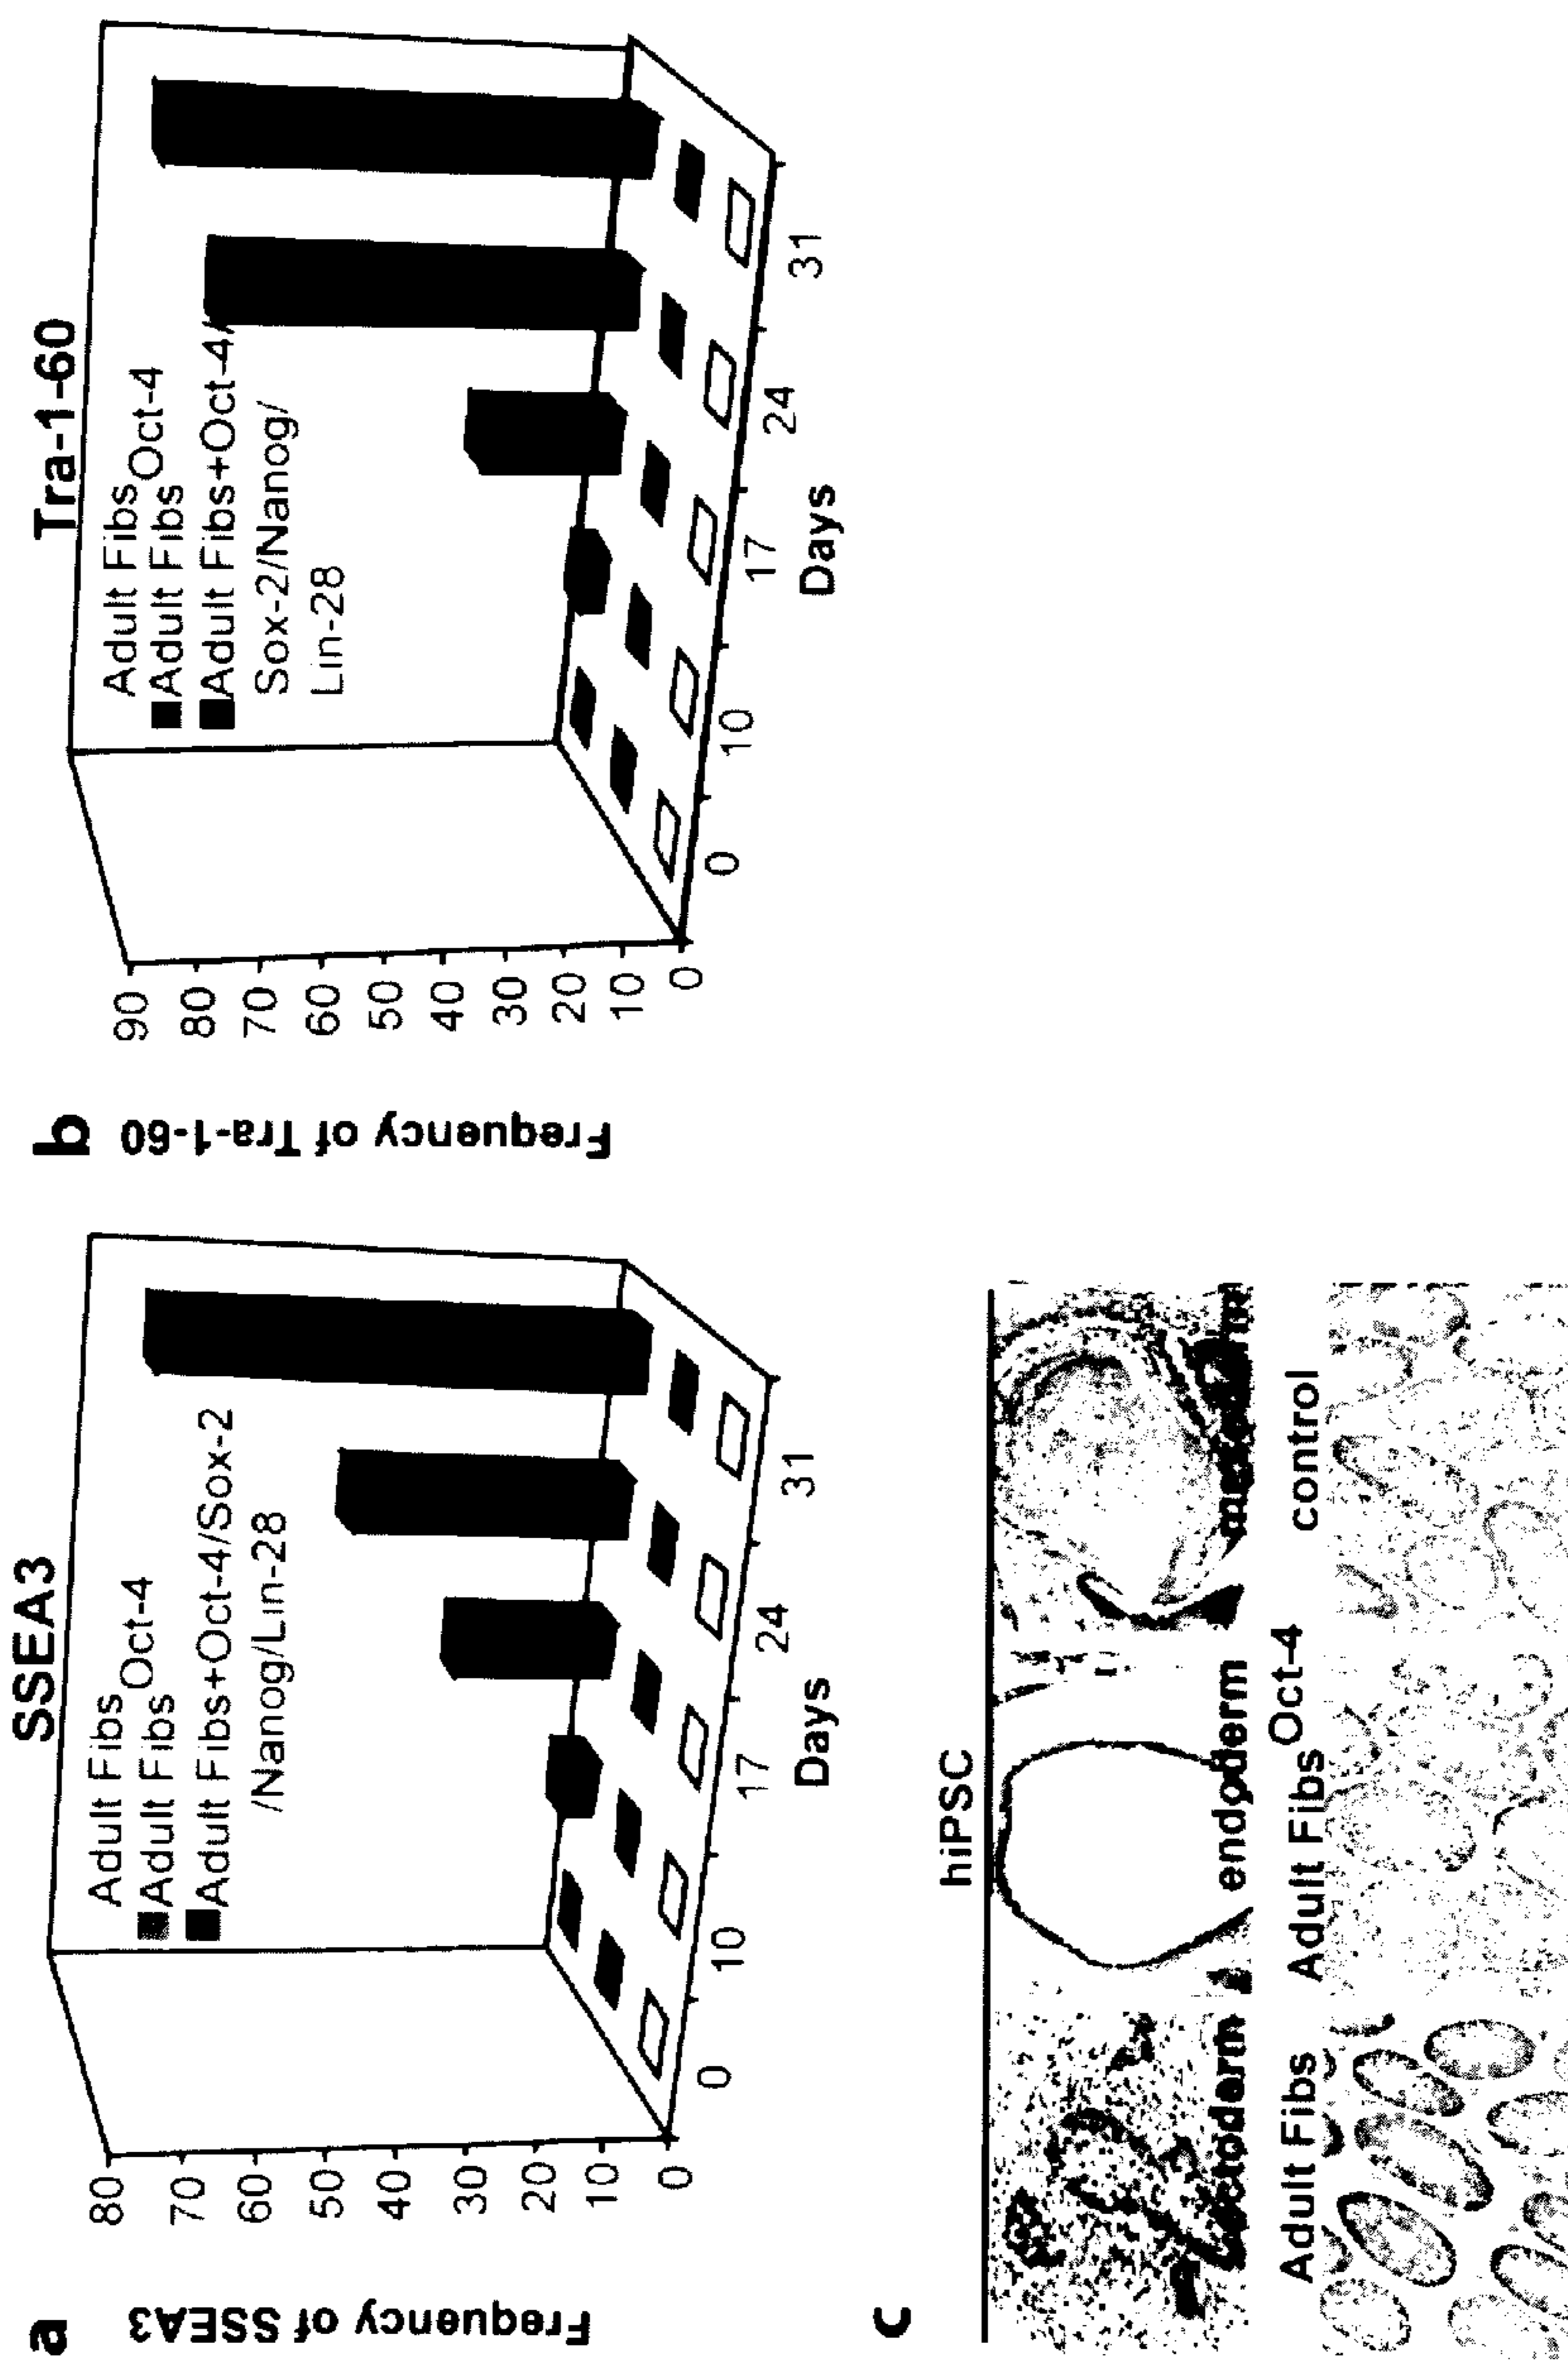 a
SSEA3
Adult Fibs
Adult Fibs Oct-4
Adult Fibs+Oct-4/Sox-2
/Nanog/Lin-28
Frequency of SSEA3
80
70
60
50
40
30
20
10
0
0
10
17
24
31
Days
b
Tra-1-60
Adult Fibs
Adult Fibs Oct-4
Adult Fibs+Oct-4/
Sox-2/Nanog/
Lin-28
Frequency of Tra-1-60
90
80
70
60
50
40
30
20
10
0
0
10
17
24
31
Days
c
hiPSC
ectoderm
endoderm
mesoderm
Adult Fibs
Adult Fibs Oct-4
control